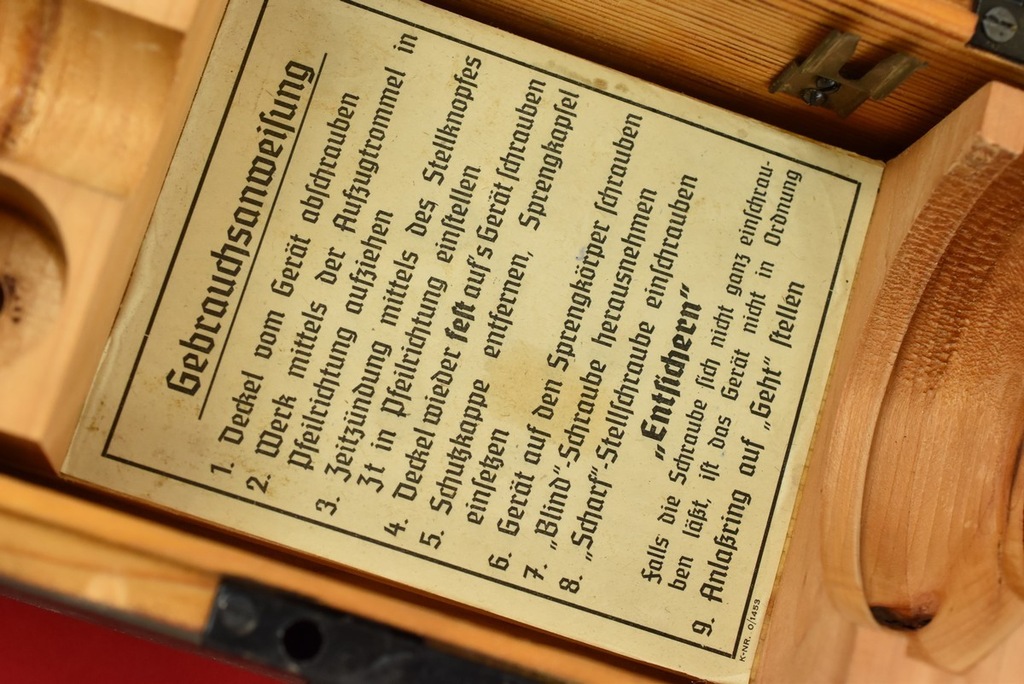 Gebrauchsanweisung
1. Deckel vom Gerät abschrauben
2. Werk mittels der Aufzugtrommel in
Pfeilrichtung aufziehen
3. Zeitzündung mittels des Stellknopfes
Zt in Pfeilrichtung einstellen
4. Deckel wieder fest auf's Gerät schrauben
5. Schutzkappe entfernen, Sprengkapsel
einsetzen
6. Gerät auf den Sprengkörper schrauben
7. „Blind"-Schraube herausnehmen
8. „Scharf"-Stellschraube einschrauben
„Entsichern"
Falls die Schraube sich nicht ganz einschrau-
ben läßt, ist das Gerät nicht in Ordnung
9. Anlaßring auf „Geht" stellen
K-NR. O/1453